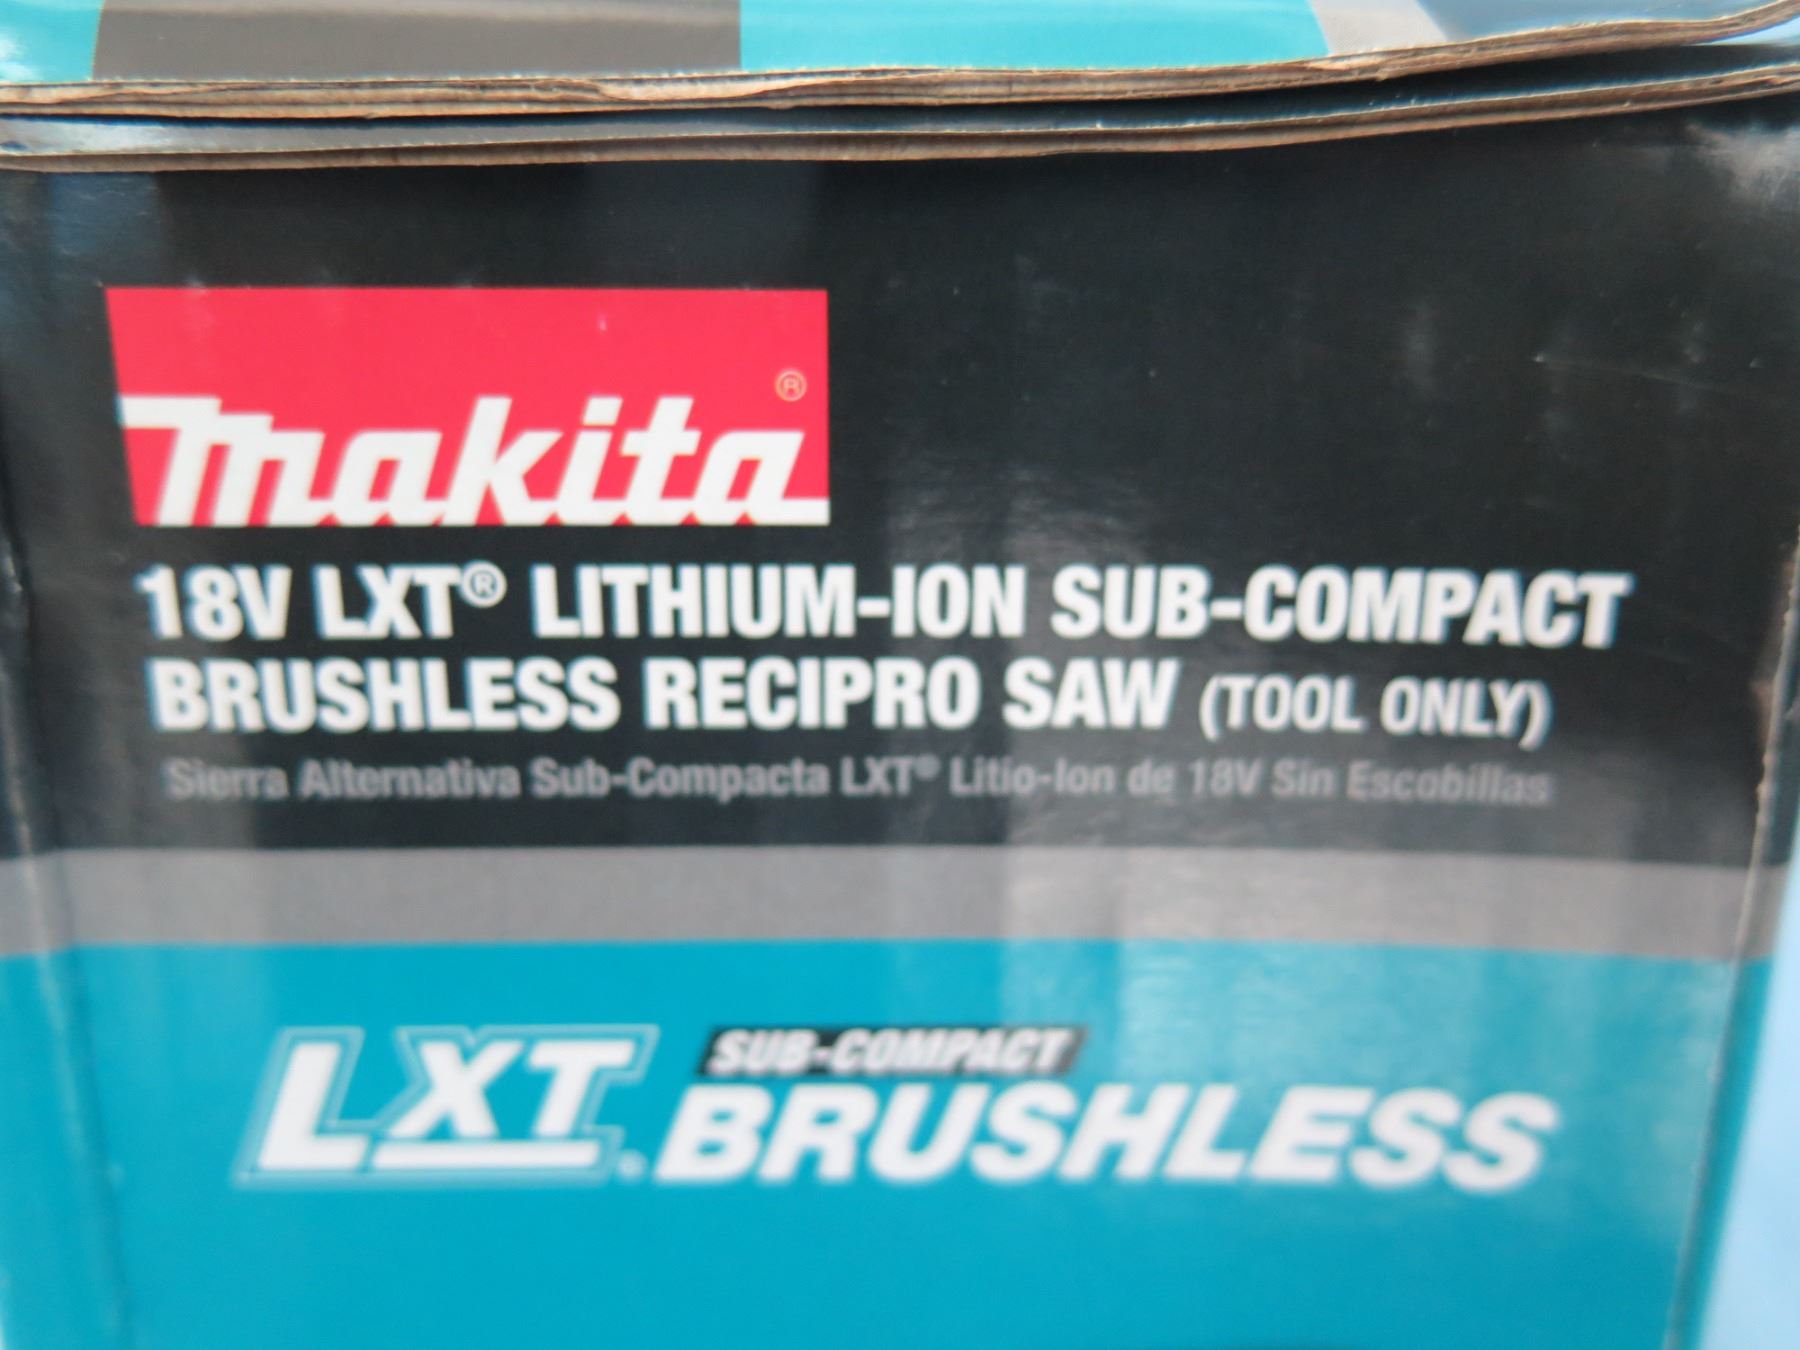 makita®
18V LXT® LITHIUM-ION SUB-COMPACT
BRUSHLESS RECIPRO SAW (TOOL ONLY)
Sierra Alternativa Sub-Compacta LXT® Litio-Ion de 18V Sin Escobillas
LXT® SUB-COMPACT
BRUSHLESS